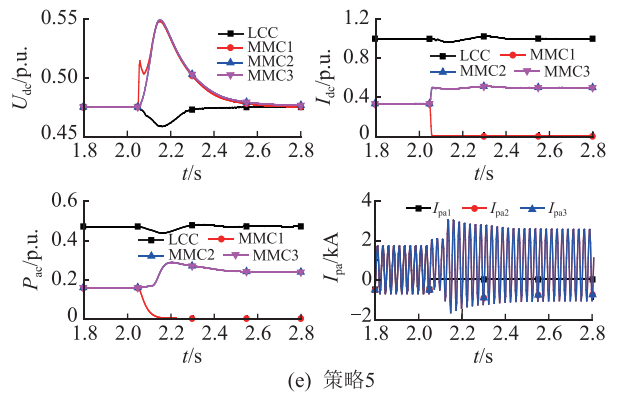 0.55
0.50
0.45
U_dc/p.u.
LCC
MMC1
MMC2
MMC3
1.8 2.0 2.2 2.4 2.6 2.8
t/s
1.2
0.8
0.4
0
I_dc/p.u.
LCC MMC1
MMC2 MMC3
1.8 2.0 2.2 2.4 2.6 2.8
t/s
0.6
0.4
0.2
0
P_ac/p.u.
LCC MMC1
MMC2 MMC3
1.8 2.0 2.2 2.4 2.6 2.8
t/s
4
2
0
−2
I_pa/kA
I_pa1 I_pa2 I_pa3
1.8 2.0 2.2 2.4 2.6 2.8
t/s
(e) 策略5